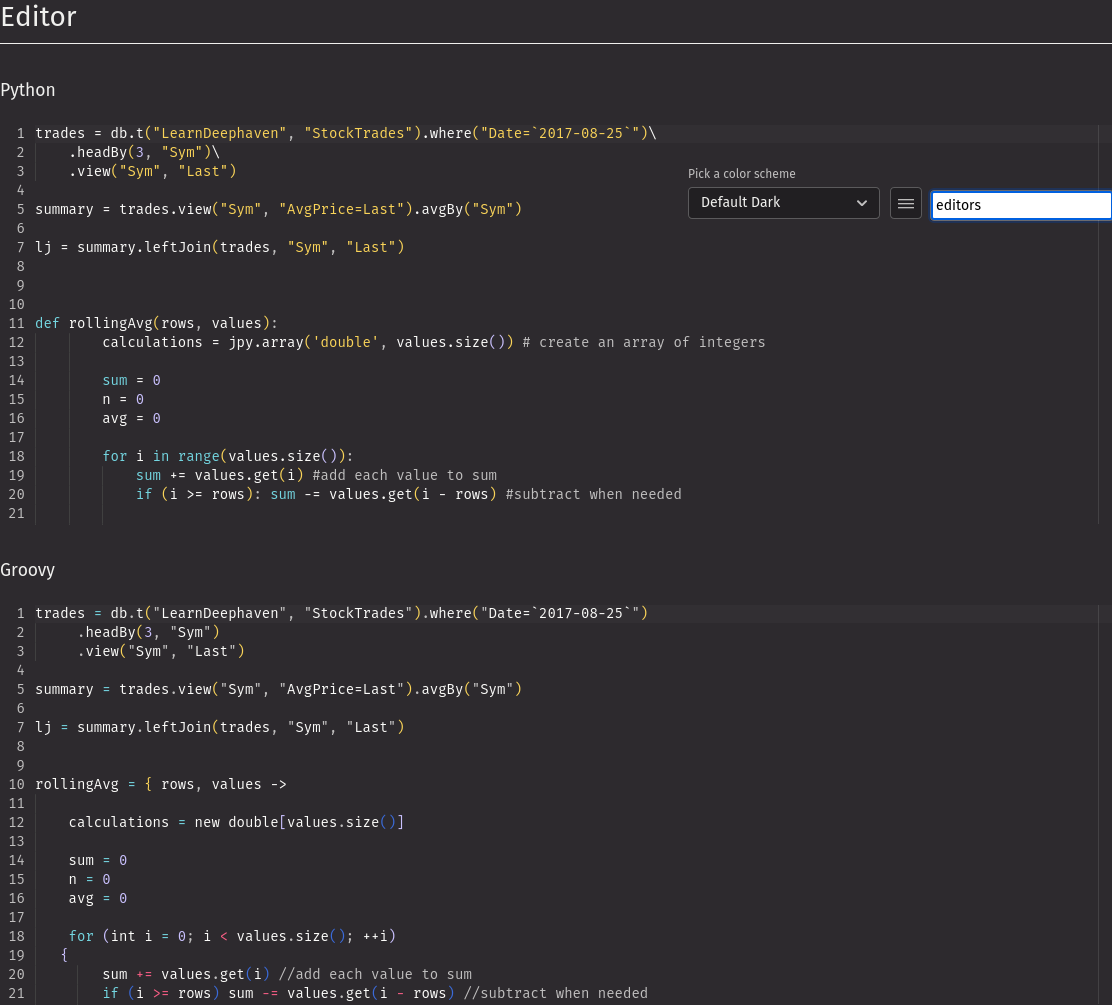 Editor
Python
1 trades = db.t("LearnDeephaven", "StockTrades").where("Date=`2017-08-25`")\
2     .headBy(3, "Sym")\
3     .view("Sym", "Last")
4
5 summary = trades.view("Sym", "AvgPrice=Last").avgBy("Sym")
6
7 lj = summary.leftJoin(trades, "Sym", "Last")
8
9
10
11 def rollingAvg(rows, values):
12         calculations = jpy.array('double', values.size()) # create an array of integers
13
14         sum = 0
15         n = 0
16         avg = 0
17
18         for i in range(values.size()):
19             sum += values.get(i) #add each value to sum
20             if (i >= rows): sum -= values.get(i - rows) #subtract when needed
21
Pick a color scheme
Default Dark
editors
Groovy
1 trades = db.t("LearnDeephaven", "StockTrades").where("Date=`2017-08-25`")
2      .headBy(3, "Sym")
3      .view("Sym", "Last")
4
5 summary = trades.view("Sym", "AvgPrice=Last").avgBy("Sym")
6
7 lj = summary.leftJoin(trades, "Sym", "Last")
8
9
10 rollingAvg = { rows, values ->
11
12     calculations = new double[values.size()]
13
14     sum = 0
15     n = 0
16     avg = 0
17
18     for (int i = 0; i < values.size(); ++i)
19    {
20         sum += values.get(i) //add each value to sum
21         if (i >= rows) sum -= values.get(i - rows) //subtract when needed